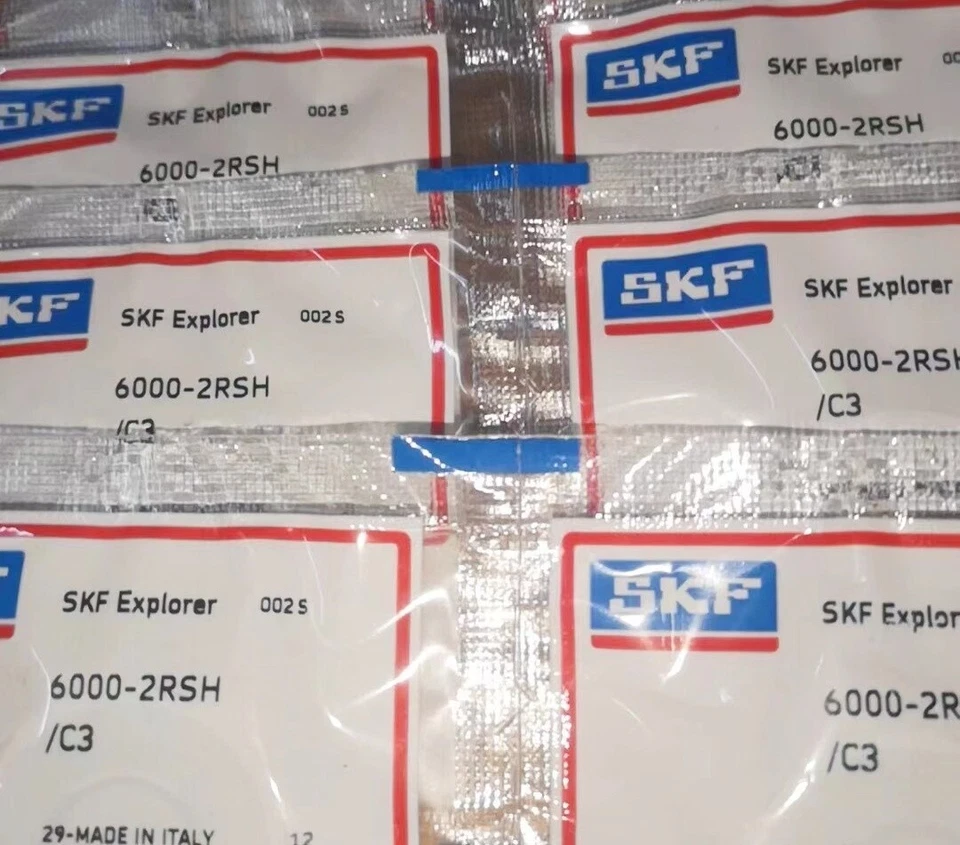 SKF
SKF Explorer 002 S
6000-2RSH
SKF
SKF Explorer
6000-2RSH
KF
SKF Explorer 002 S
6000-2RSH
/C3
SKF
SKF Explorer
6000-2RSH
/C3
SKF Explorer 002 S
6000-2RSH
/C3
29-MADE IN ITALY 12
SKF
SKF Explor
6000-2R
/C3